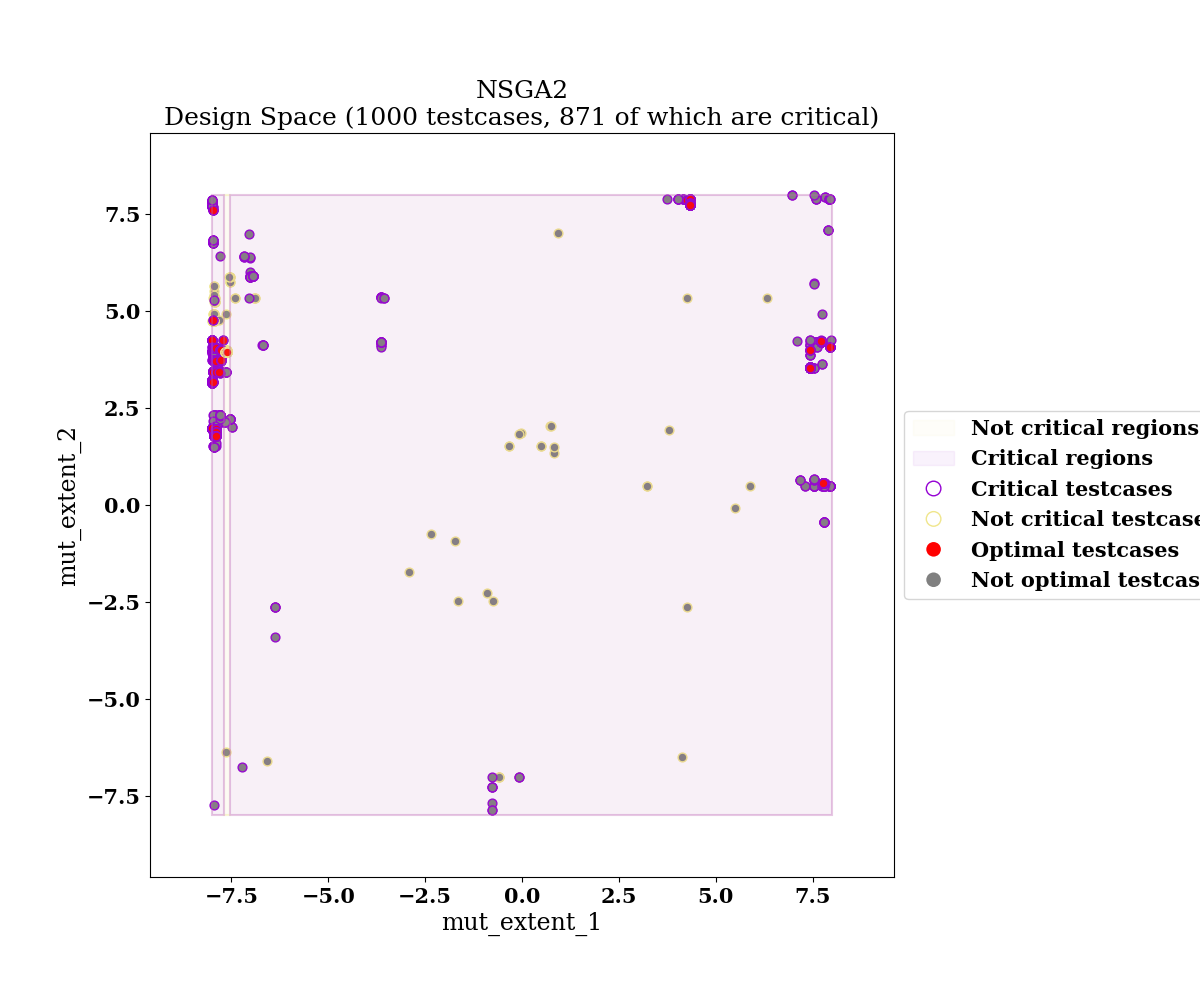 NSGA2
Design Space (1000 testcases, 871 of which are critical)
mut_extent_2
7.5
5.0
2.5
0.0
−2.5
−5.0
−7.5
−7.5
−5.0
−2.5
0.0
2.5
5.0
7.5
mut_extent_1
Not critical regions
Critical regions
Critical testcases
Not critical testcase
Optimal testcases
Not optimal testcas